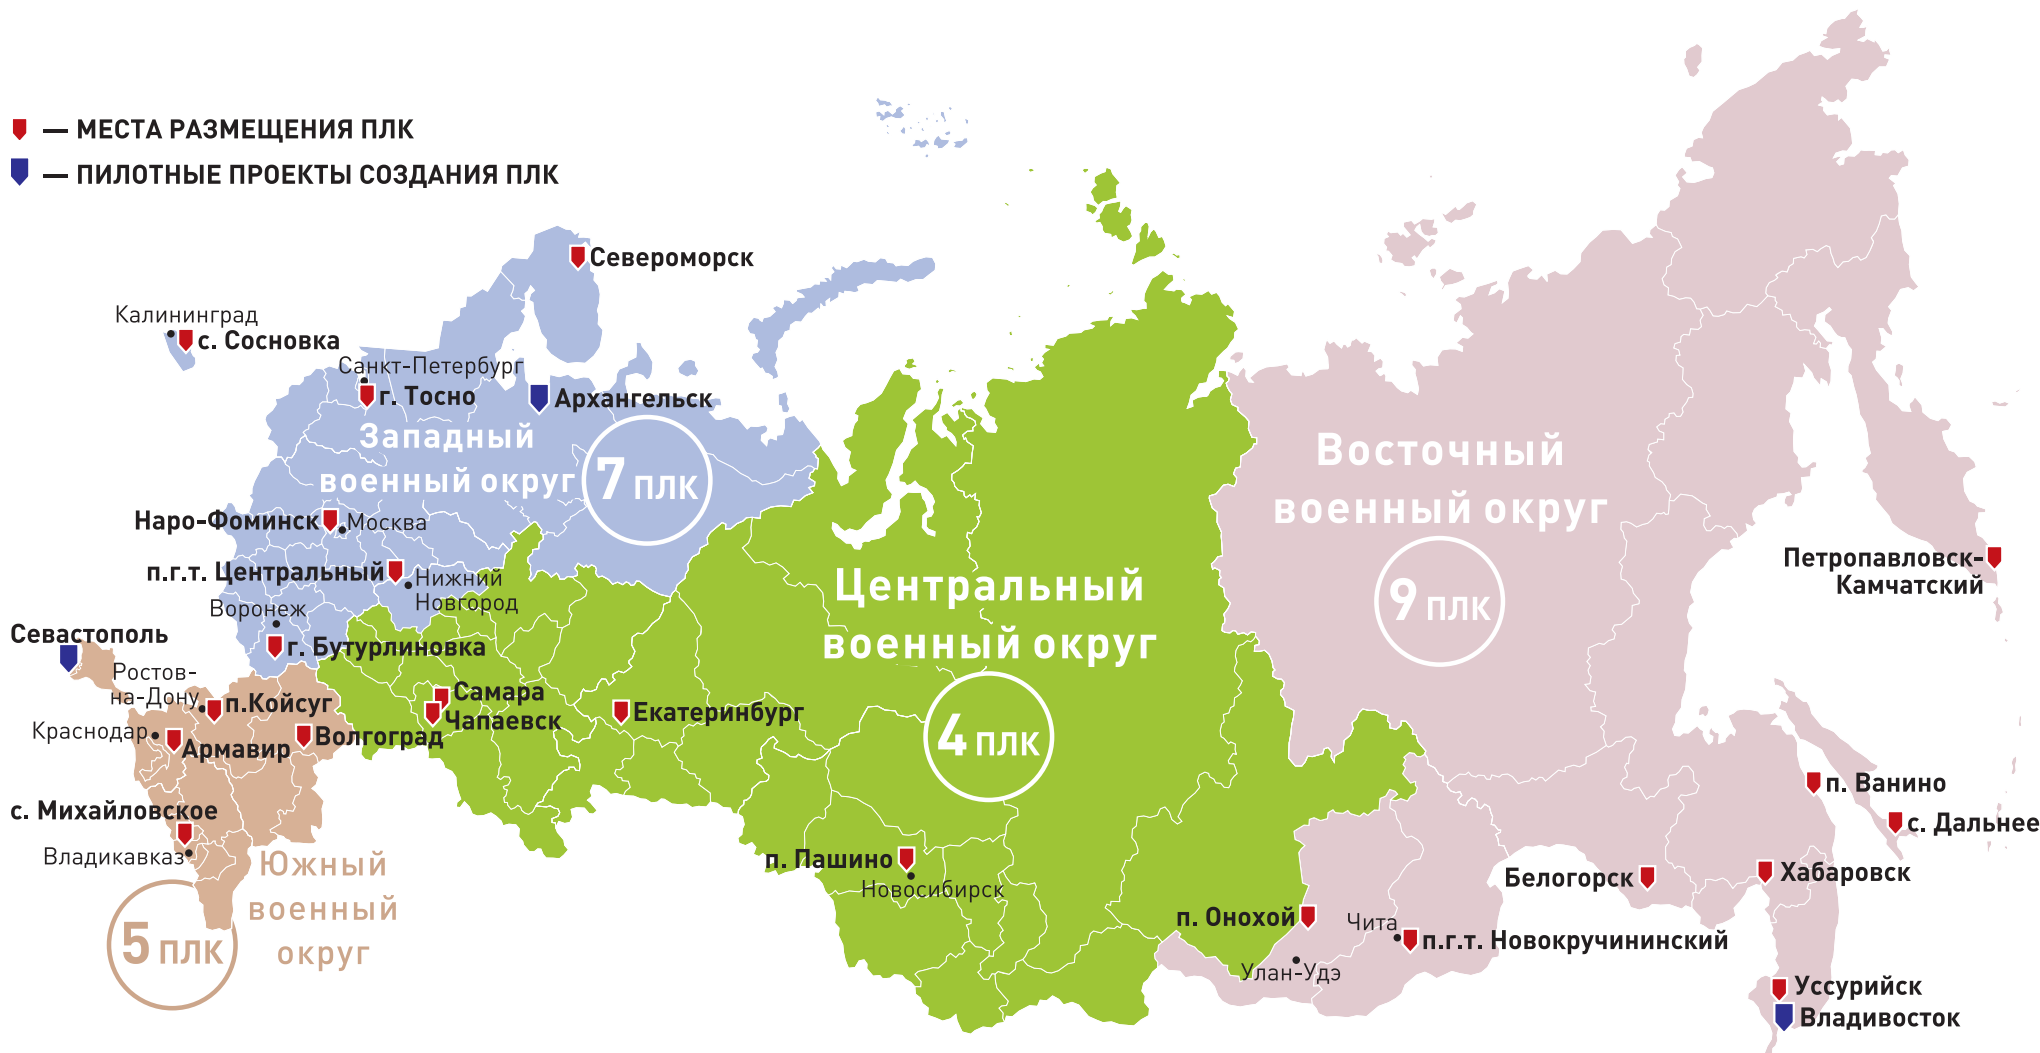 — МЕСТА РАЗМЕЩЕНИЯ ПЛК
— ПИЛОТНЫЕ ПРОЕКТЫ СОЗДАНИЯ ПЛК
Североморск
Калининград
с. Сосновка
Санкт-Петербург
г. Тосно
Архангельск
Западный
военный округ
7 ПЛК
Наро-Фоминск
Москва
п.г.т. Центральный
Нижний
Новгород
Воронеж
г. Бутурлиновка
Севастополь
Ростов-
на-Дону
п.Койсуг
Краснодар
Армавир
Волгоград
с. Михайловское
Владикавказ
Южный
военный
округ
5 ПЛК
Самара
Чапаевск
Екатеринбург
Центральный
военный округ
4 ПЛК
п. Пашино
Новосибирск
Восточный
военный округ
9 ПЛК
Петропавловск-
Камчатский
п. Ванино
с. Дальнее
Белогорск
Хабаровск
п. Онохой
Чита
п.г.т. Новокручининский
Улан-Удэ
Уссурийск
Владивосток